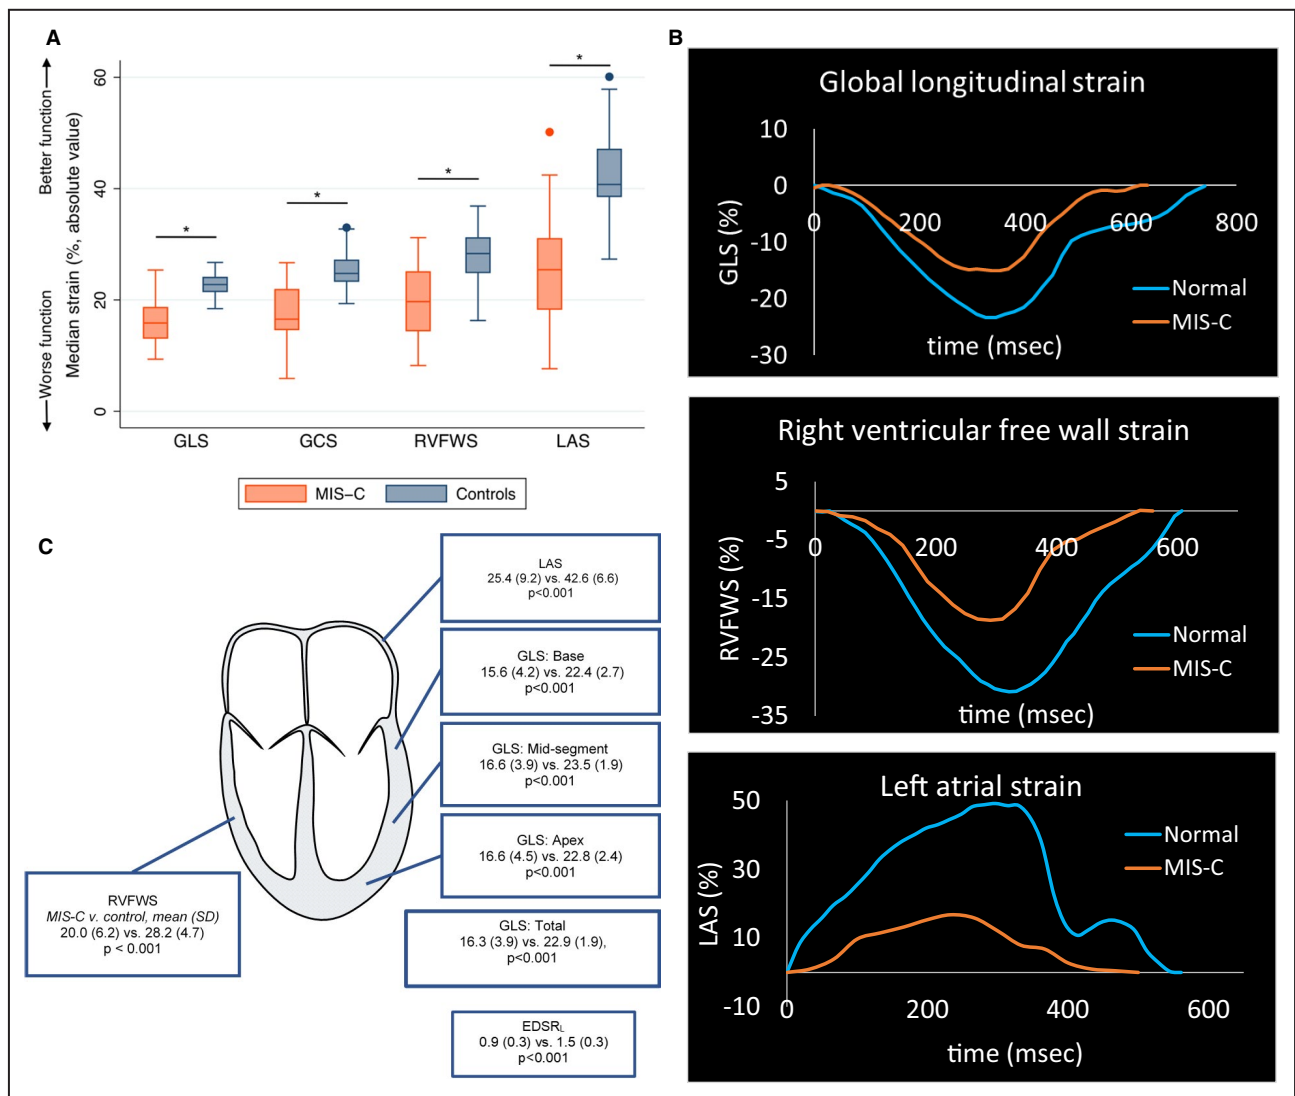 A
Better function
Worse function
Median strain (%, absolute value)
60
40
20
0
*
*
*
*
GLS
GCS
RVFWS
LAS
MIS–C
Controls
B
Global longitudinal strain
10
0
-10
-20
-30
GLS (%)
0
200
400
600
800
time (msec)
Normal
MIS-C
Right ventricular free wall strain
5
-5
-15
-25
-35
RVFWS (%)
0
200
400
600
time (msec)
Normal
MIS-C
Left atrial strain
50
30
10
-10
LAS (%)
0
200
400
600
time (msec)
Normal
MIS-C
C
LAS
25.4 (9.2) vs. 42.6 (6.6)
p<0.001
GLS: Base
15.6 (4.2) vs. 22.4 (2.7)
p<0.001
GLS: Mid-segment
16.6 (3.9) vs. 23.5 (1.9)
p<0.001
GLS: Apex
16.6 (4.5) vs. 22.8 (2.4)
p<0.001
GLS: Total
16.3 (3.9) vs. 22.9 (1.9),
p<0.001
RVFWS
MIS-C v. control, mean (SD)
20.0 (6.2) vs. 28.2 (4.7)
p < 0.001
EDSRL
0.9 (0.3) vs. 1.5 (0.3)
p<0.001